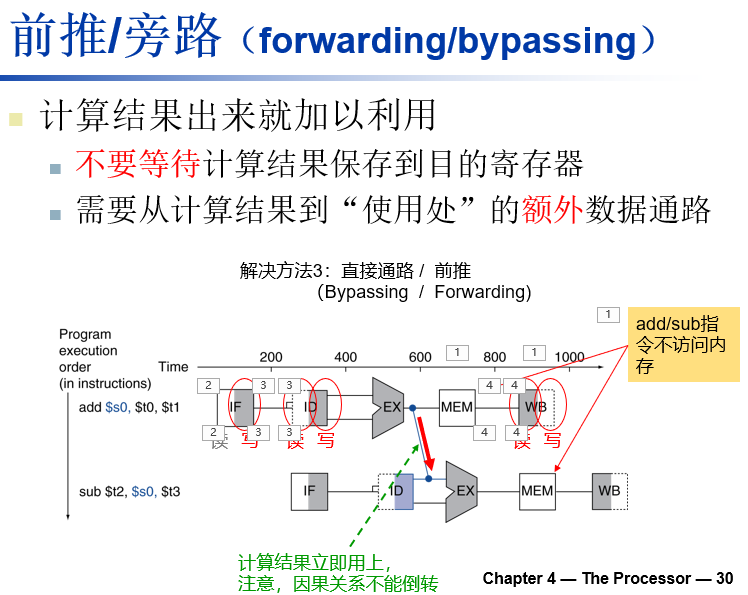 前推/旁路（forwarding/bypassing）
计算结果出来就加以利用
不要等待计算结果保存到目的寄存器
需要从计算结果到“使用处”的额外数据通路
解决方法3：直接通路 / 前推
（Bypassing / Forwarding)
1
add/sub指
令不访问内
存
Program
execution
order
(in instructions)
Time
200 400 600 800 1000
1 1
2 3 3 4 4
add $s0, $t0, $t1
IF ID EX MEM WB
2 3 3 4 4
读 写 读 写 读 写
sub $t2, $s0, $t3
IF ID EX MEM WB
计算结果立即用上，
注意，因果关系不能倒转
Chapter 4 — The Processor — 30